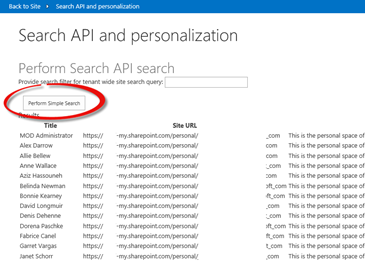 Back to Site › Search API and personalization
Search API and personalization
Perform Search API search
Provide search filter for tenant wide site search query:
Perform Simple Search
Results
Title Site URL
MOD Administrator https:// -my.sharepoint.com/personal/ _com This is the personal space of
Alex Darrow https:// -my.sharepoint.com/personal/ :com This is the personal space of
Allie Bellew https:// -my.sharepoint.com/personal/ com This is the personal space of
Anne Wallace https:// -my.sharepoint.com/personal/ _com This is the personal space of
Aziz Hassouneh https:// -my.sharepoint.com/personal/ _com This is the personal space of
Belinda Newman https:// -my.sharepoint.com/personal/ oft_com This is the personal space of
Bonnie Kearney https:// -my.sharepoint.com/personal/ ft_com This is the personal space of
David Longmuir https:// -my.sharepoint.com/personal/ t_com This is the personal space of
Denis Dehenne https:// -my.sharepoint.com/personal/ _com This is the personal space of
Dorena Paschke https:// -my.sharepoint.com/personal/ ft_com This is the personal space of
Fabrice Canel https:// -my.sharepoint.com/personal/ _com This is the personal space of
Garret Vargas https:// -my.sharepoint.com/personal/ t_com This is the personal space of
Janet Schorr https:// -my.sharepoint.com/personal/ _com This is the personal space of